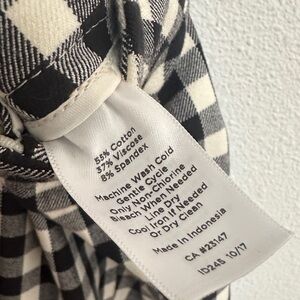 55% Cotton
37% Viscose
8% Spandex
Machine Wash Cold
Gentle Cycle
Only Non-Chlorine
Bleach When Needed
Line Dry
Cool Iron If Needed
Or Dry Clean
Made In Indonesia
CA #23147
ID245 10/17